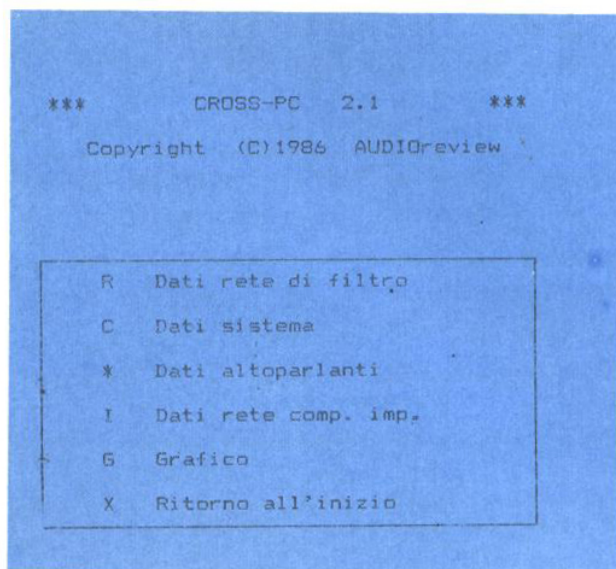 *** CROSS-PC 2.1 ***
Copyright (C)1986 AUDIOreview
R Dati rete di filtro
C Dati sistema
* Dati altoparlanti
I Dati rete comp. imp.
G Grafico
X Ritorno all'inizio